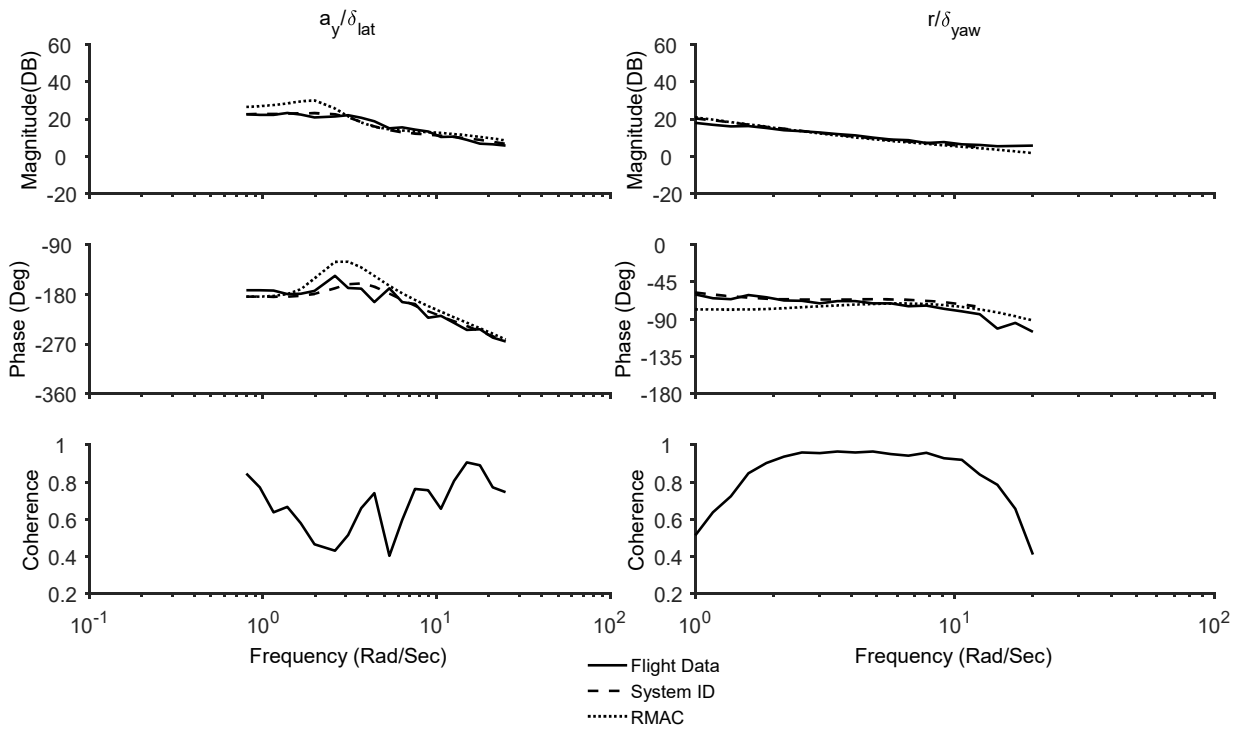 a_y/δ_lat
r/δ_yaw
Magnitude(DB)
60
40
20
0
-20
Magnitude(DB)
60
40
20
0
-20
Phase (Deg)
-90
-180
-270
-360
Phase (Deg)
0
-45
-90
-135
-180
Coherence
1
0.8
0.6
0.4
0.2
10^-1
10^0
10^1
10^2
Frequency (Rad/Sec)
Coherence
1
0.8
0.6
0.4
0.2
10^0
10^1
10^2
Frequency (Rad/Sec)
Flight Data
System ID
RMAC